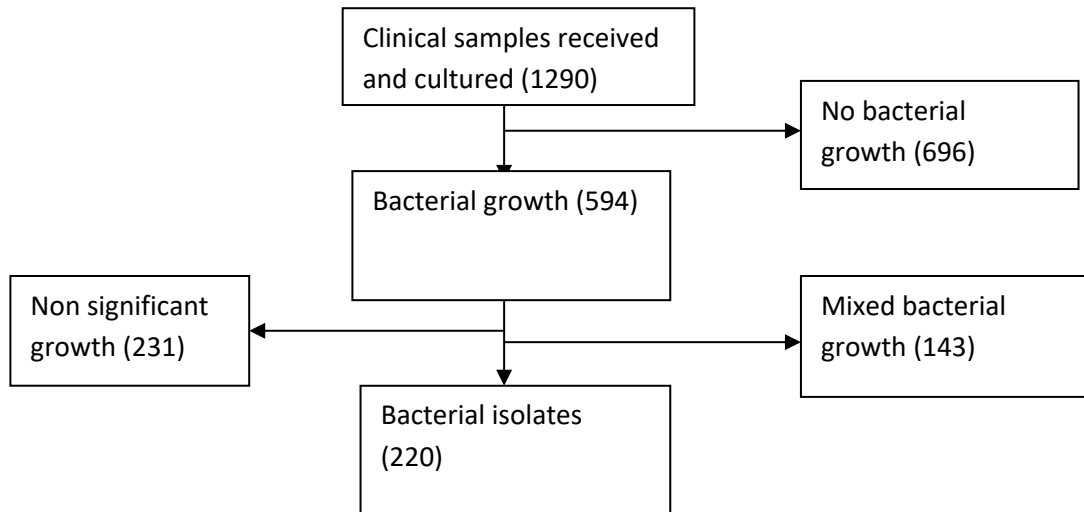 Clinical samples received
and cultured (1290)
No bacterial
growth (696)
Bacterial growth (594)
Non significant
growth (231)
Mixed bacterial
growth (143)
Bacterial isolates
(220)